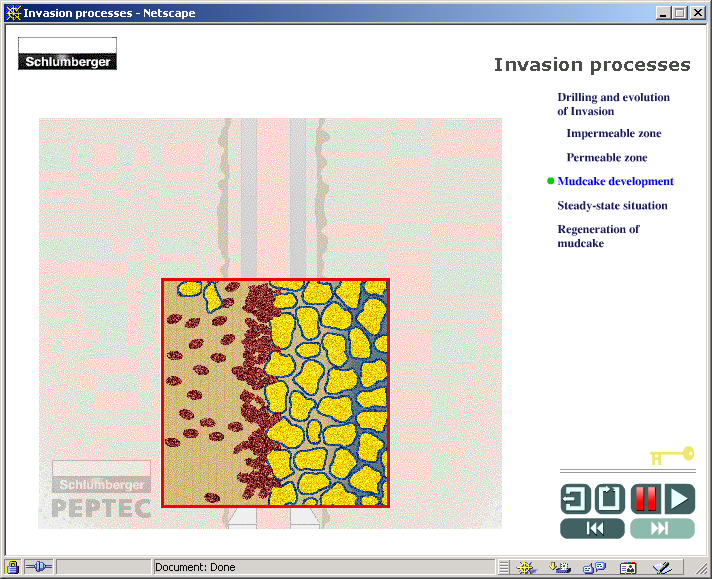 Invasion processes - Netscape
Schlumberger
Invasion processes
Drilling and evolution
of Invasion
Impermeable zone
Permeable zone
Mudcake development
Steady-state situation
Regeneration of
mudcake
Schlumberger
PEPTEC
Document: Done